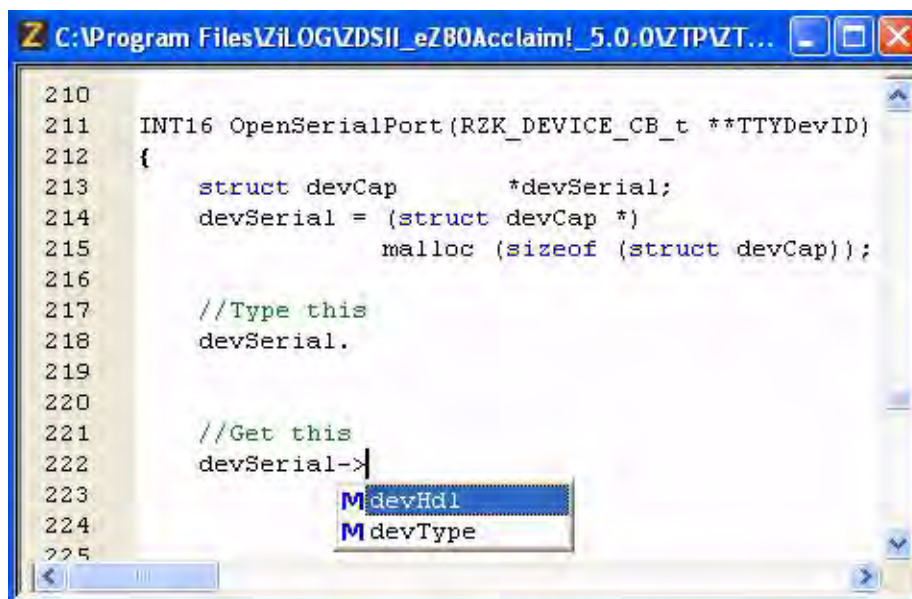 Z C:\Program Files\ZiLOG\ZDSII_eZ80Acclaim!_5.0.0\ZTP\ZT...
210
211 INT16 OpenSerialPort(RZK_DEVICE_CB_t **TTYDevID)
212 {
213 struct devCap *devSerial;
214 devSerial = (struct devCap *)
215 malloc (sizeof (struct devCap));
216
217 //Type this
218 devSerial.
219
220
221 //Get this
222 devSerial->
223 M devHdl
224 M devType
225